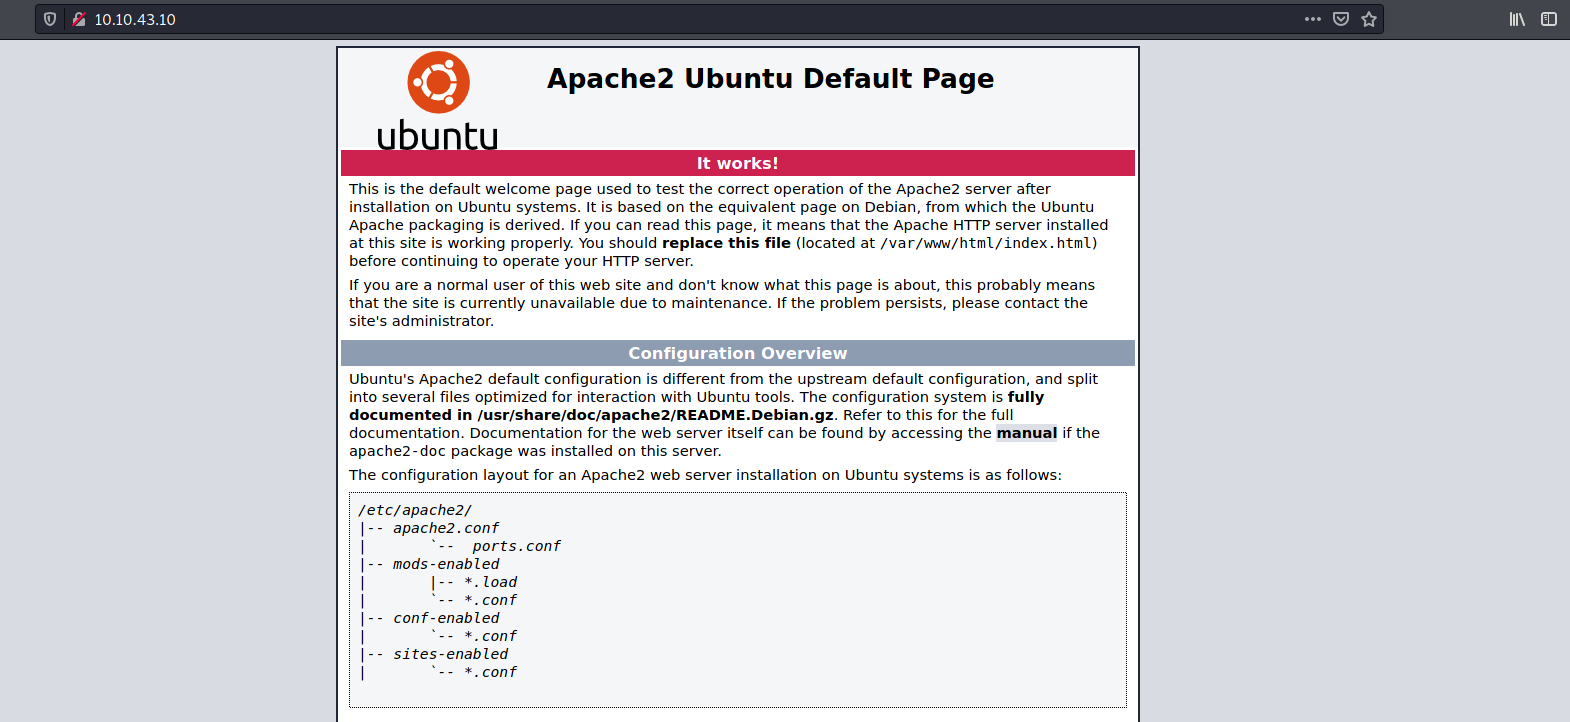 10.10.43.10
Apache2 Ubuntu Default Page
ubuntu
It works!
This is the default welcome page used to test the correct operation of the Apache2 server after
installation on Ubuntu systems. It is based on the equivalent page on Debian, from which the Ubuntu
Apache packaging is derived. If you can read this page, it means that the Apache HTTP server installed
at this site is working properly. You should replace this file (located at /var/www/html/index.html)
before continuing to operate your HTTP server.
If you are a normal user of this web site and don't know what this page is about, this probably means
that the site is currently unavailable due to maintenance. If the problem persists, please contact the
site's administrator.
Configuration Overview
Ubuntu's Apache2 default configuration is different from the upstream default configuration, and split
into several files optimized for interaction with Ubuntu tools. The configuration system is fully
documented in /usr/share/doc/apache2/README.Debian.gz. Refer to this for the full
documentation. Documentation for the web server itself can be found by accessing the manual if the
apache2-doc package was installed on this server.
The configuration layout for an Apache2 web server installation on Ubuntu systems is as follows:
/etc/apache2/
|-- apache2.conf
|       `--  ports.conf
|-- mods-enabled
|       |-- *.load
|       `-- *.conf
|-- conf-enabled
|       `-- *.conf
|-- sites-enabled
|       `-- *.conf